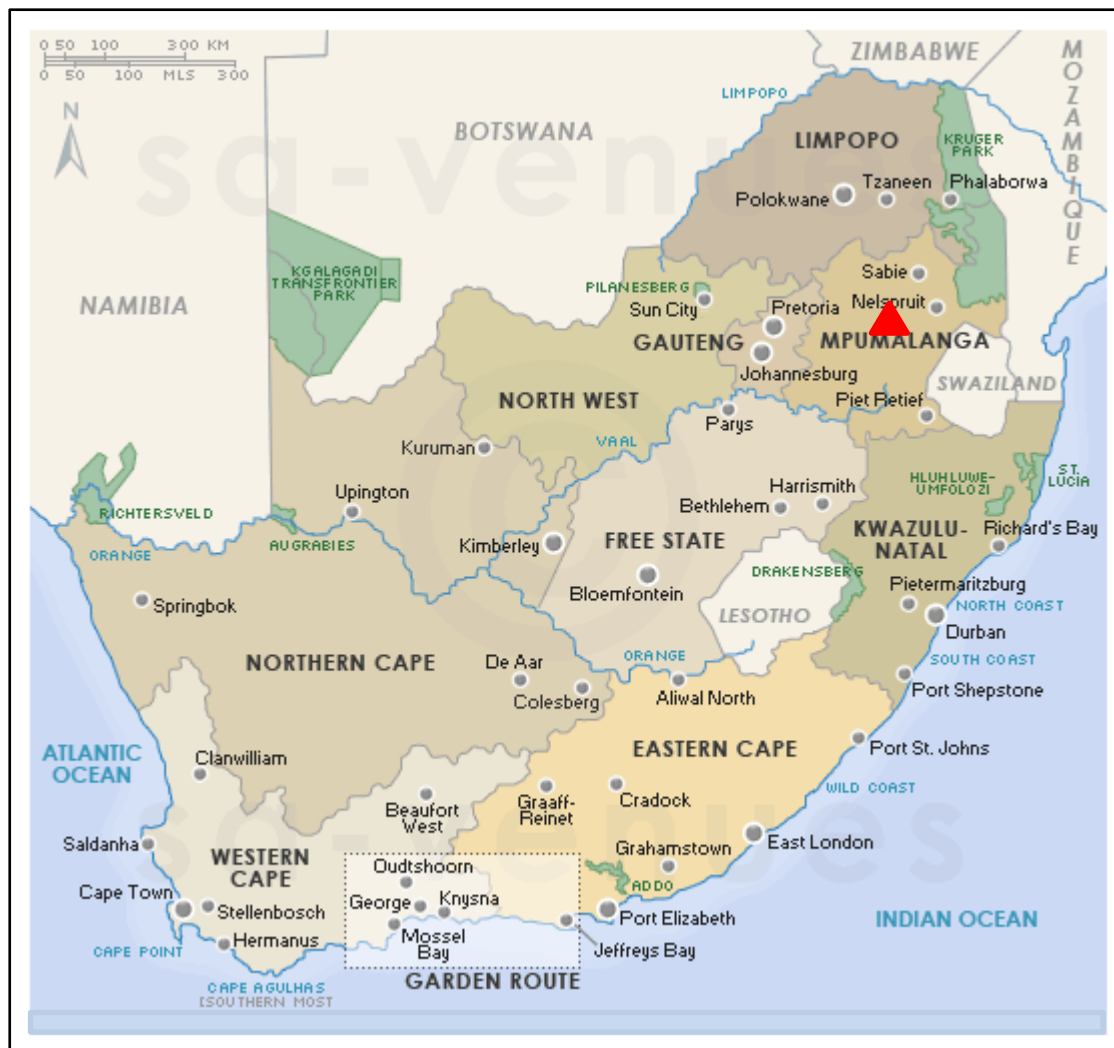 0 50 100 300 KM
0 50 100 MLS 300
N
ZIMBABWE
MOZAMBIQUE
BOTSWANA
LIMPOPO
LIMPOPO
KRUGER
PARK
sa-venues
Tzaneen
Phalaborwa
Polokwane
KGALAGADI
TRANSFRONTIER
PARK
NAMIBIA
Sabie
PILANESBERG
Sun City
Nelspruit
Pretoria
GAUTENG
MPUMALANGA
Johannesburg
SWAZILAND
NORTH WEST
Piet Retief
Parys
VAAL
Kuruman
HLUHLUWE-
UMFOLOZI
ST.
LUCIA
Upington
Harrismith
Bethlehem
RICHTERSVELD
KWAZULU-
NATAL
Richard's Bay
ORANGE
AUGRABIES
Kimberley
FREE STATE
DRAKENSBERG
Bloemfontein
Pietermaritzburg
Springbok
LESOTHO
NORTH COAST
Durban
NORTHERN CAPE
De Aar
ORANGE
SOUTH COAST
Colesberg
Aliwal North
Port Shepstone
ATLANTIC
OCEAN
Clanwilliam
EASTERN CAPE
Port St. Johns
Beaufort
West
Graaff-
Reinet
Cradock
WILD COAST
sa-venues
Saldanha
WESTERN
CAPE
Grahamstown
East London
Oudtshoorn
ADDO
Cape Town
Stellenbosch
George
Knysna
Port Elizabeth
INDIAN OCEAN
CAPE POINT
Hermanus
Mossel
Bay
Jeffreys Bay
GARDEN ROUTE
CAPE AGULHAS
[SOUTHERN MOST